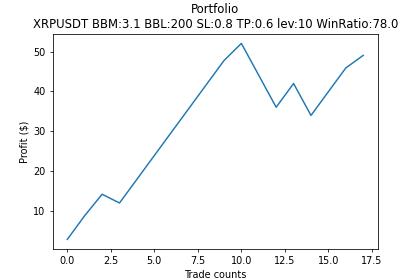 Portfolio
XRPUSDT BBM:3.1 BBL:200 SL:0.8 TP:0.6 lev:10 WinRatio:78.0
50
40
30
20
10
Profit ($)
0.0 2.5 5.0 7.5 10.0 12.5 15.0 17.5
Trade counts